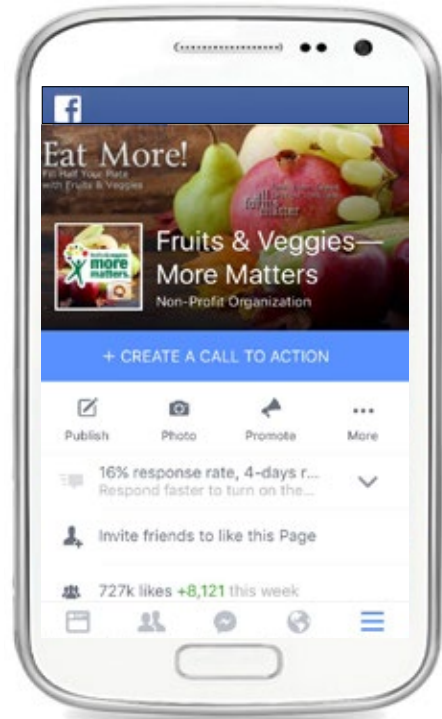 f
Eat More!
Fill Half Your Plate
with Fruits & Veggies
fruits&veggies
more
matters.
Fruits & Veggies—
More Matters
Non-Profit Organization
+ CREATE A CALL TO ACTION
Publish Photo Promote More
16% response rate, 4-days r...
Respond faster to turn on the...
Invite friends to like this Page
727k likes +8,121 this week